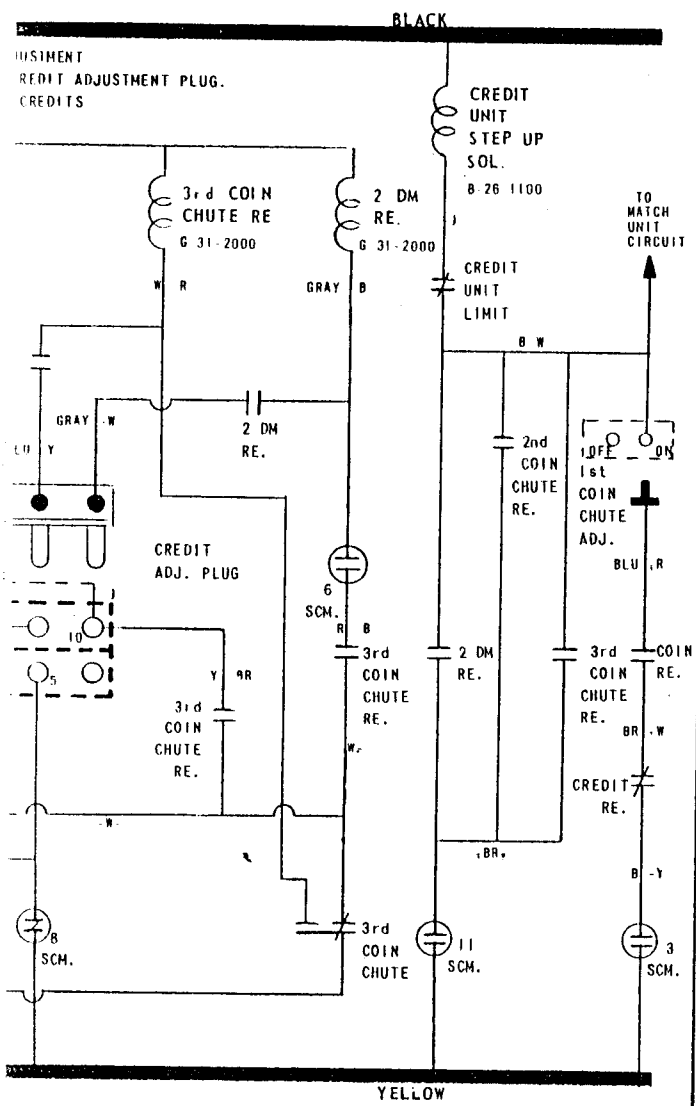 BLACK
REDIT ADJUSTMENT PLUG.
CREDITS
CREDIT
UNIT
STEP UP
SOL.
B-26 1100
3rd COIN
CHUTE RE
G 31-2000
2 DM
RE.
G 31-2000
TO
MATCH
UNIT
CIRCUIT
W R
GRAY B
CREDIT
UNIT
LIMIT
B W
GRAY -W
2 DM
RE.
Y
2nd
COIN
CHUTE
RE.
OFF
ON
1st
COIN
CHUTE
ADJ.
CREDIT
ADJ. PLUG
BLU R
6
SCM.
R B
10
5
Y BR
3rd
COIN
CHUTE
RE.
3rd
COIN
CHUTE
RE.
2 DM
RE.
3rd
COIN
CHUTE
RE.
COIN
RE.
W
BR W
CREDIT
RE.
-W-
BR
B -Y
8
SCM.
3rd
COIN
CHUTE
11
SCM.
3
SCM.
YELLOW